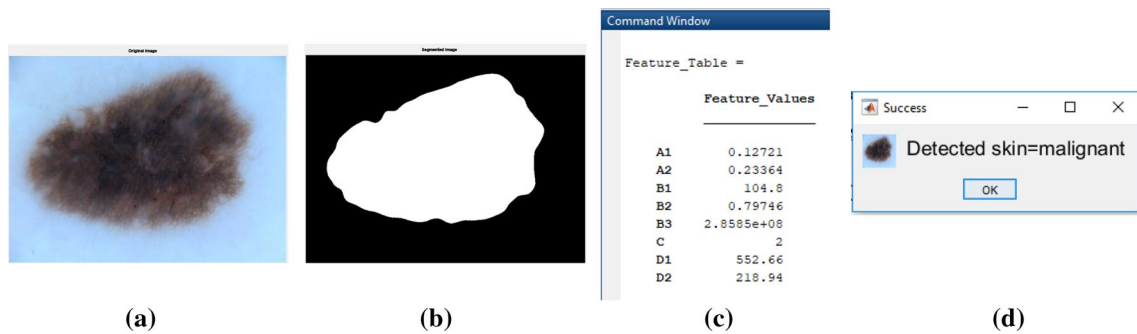 Original Image
Segmented Image
Command Window
Feature_Table =
Feature_Values
A1 0.12721
A2 0.23364
B1 104.8
B2 0.79746
B3 2.8585e+08
C 2
D1 552.66
D2 218.94
Success
Detected skin=malignant
OK
(a) (b) (c) (d)